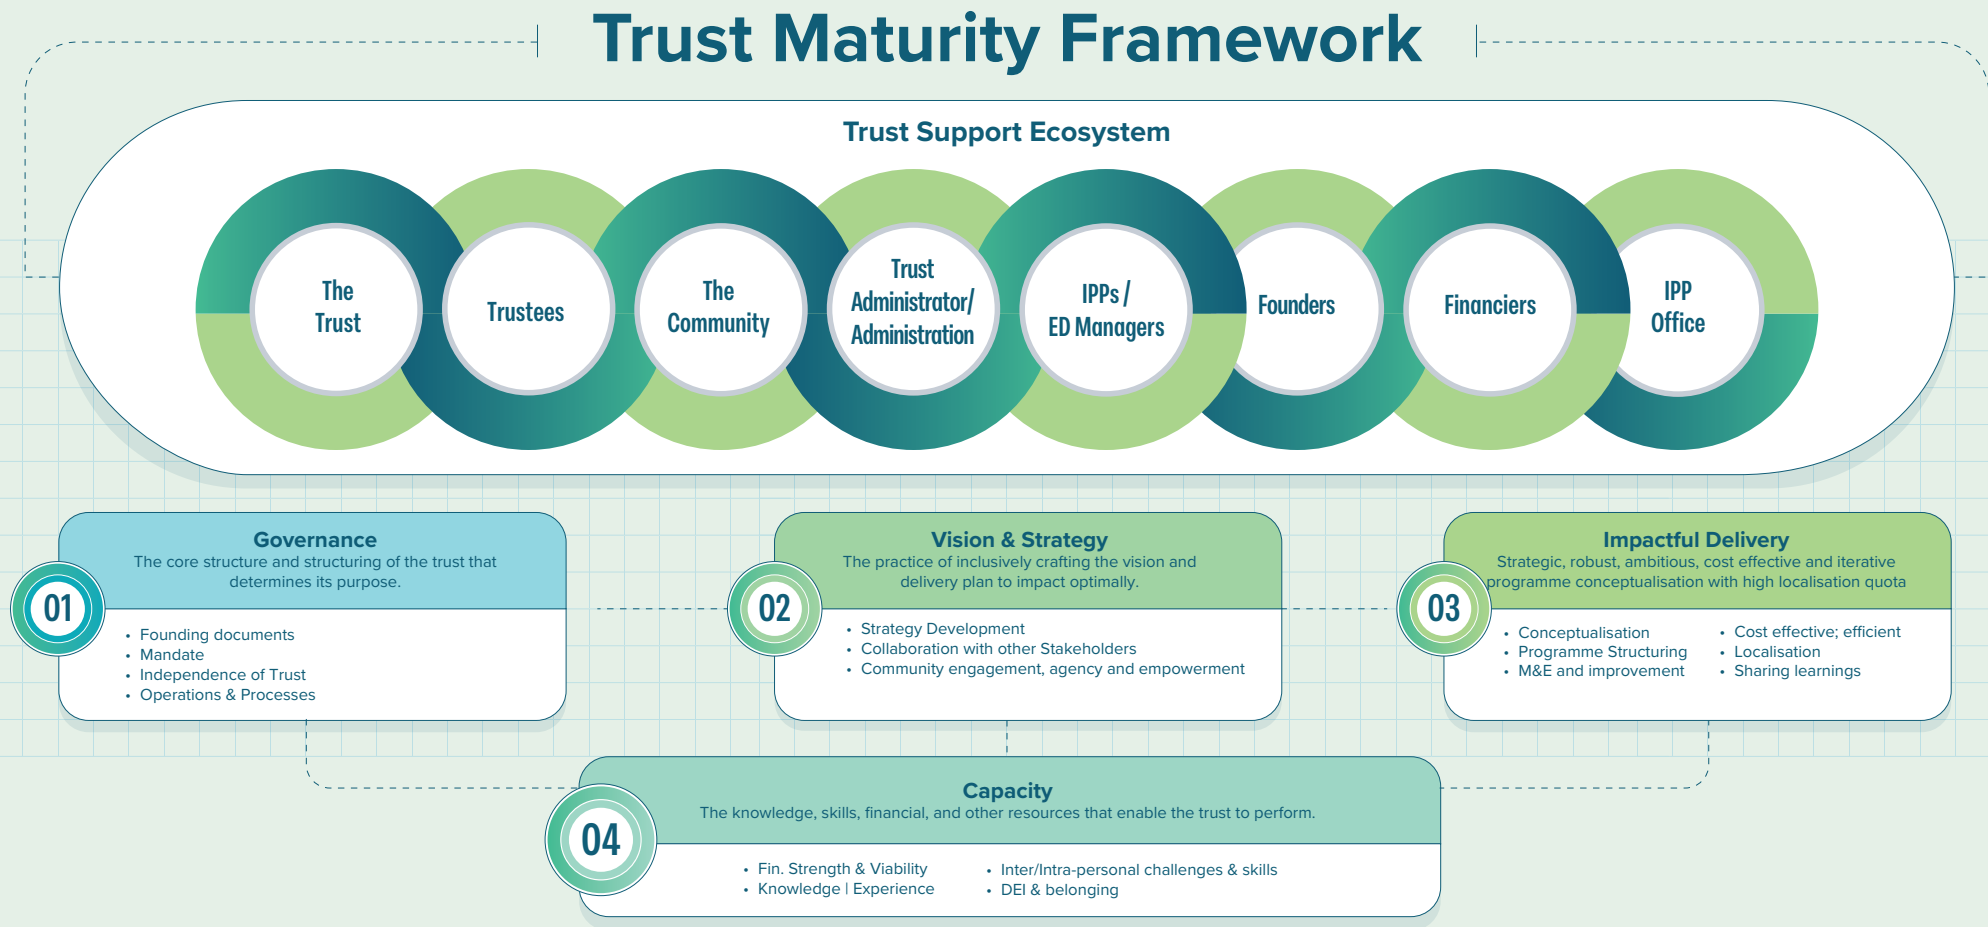 Trust Maturity Framework
Trust Support Ecosystem
The
Trust
Trustees
The
Community
Trust
Administrator/
Administration
IPPs /
ED Managers
Founders
Financiers
IPP
Office
01
Governance
The core structure and structuring of the trust that
determines its purpose.
• Founding documents
• Mandate
• Independence of Trust
• Operations & Processes
02
Vision & Strategy
The practice of inclusively crafting the vision and
delivery plan to impact optimally.
• Strategy Development
• Collaboration with other Stakeholders
• Community engagement, agency and empowerment
03
Impactful Delivery
Strategic, robust, ambitious, cost effective and iterative
programme conceptualisation with high localisation quota
• Conceptualisation
• Programme Structuring
• M&E and improvement
• Cost effective; efficient
• Localisation
• Sharing learnings
04
Capacity
The knowledge, skills, financial, and other resources that enable the trust to perform.
• Fin. Strength & Viability
• Knowledge | Experience
• Inter/Intra-personal challenges & skills
• DEI & belonging